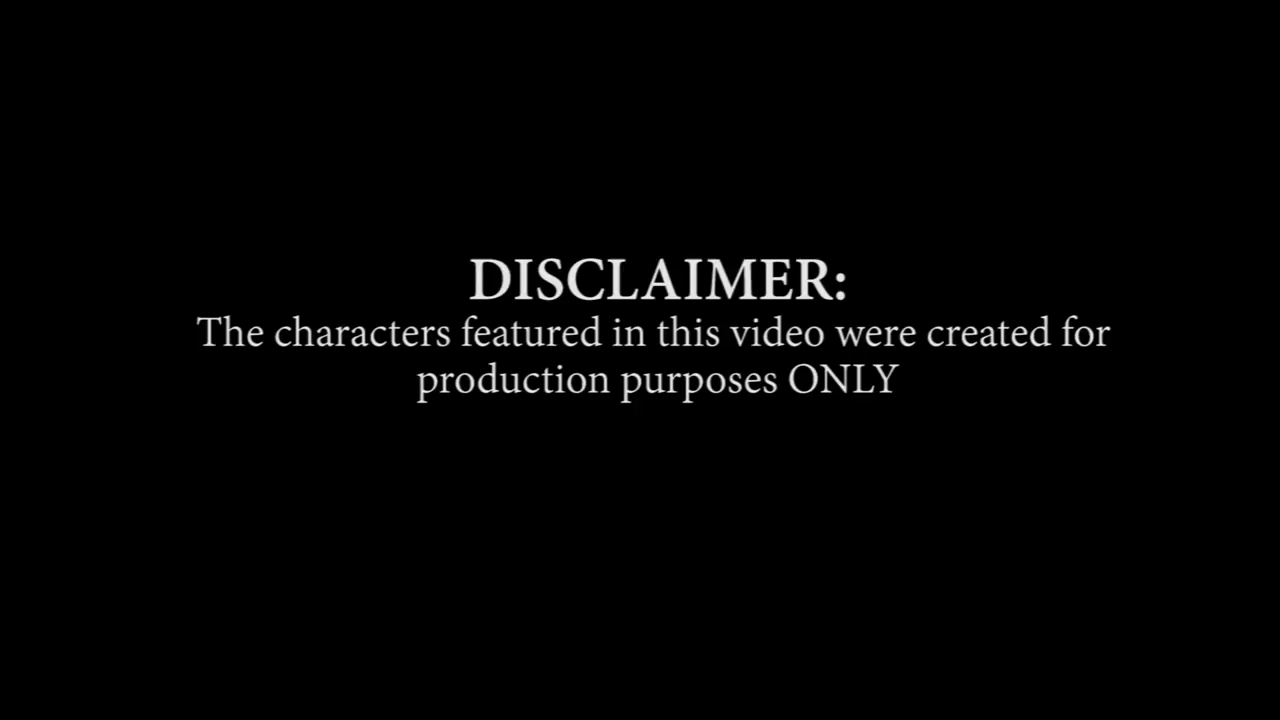 DISCLAIMER:
The characters featured in this video were created for
production purposes ONLY